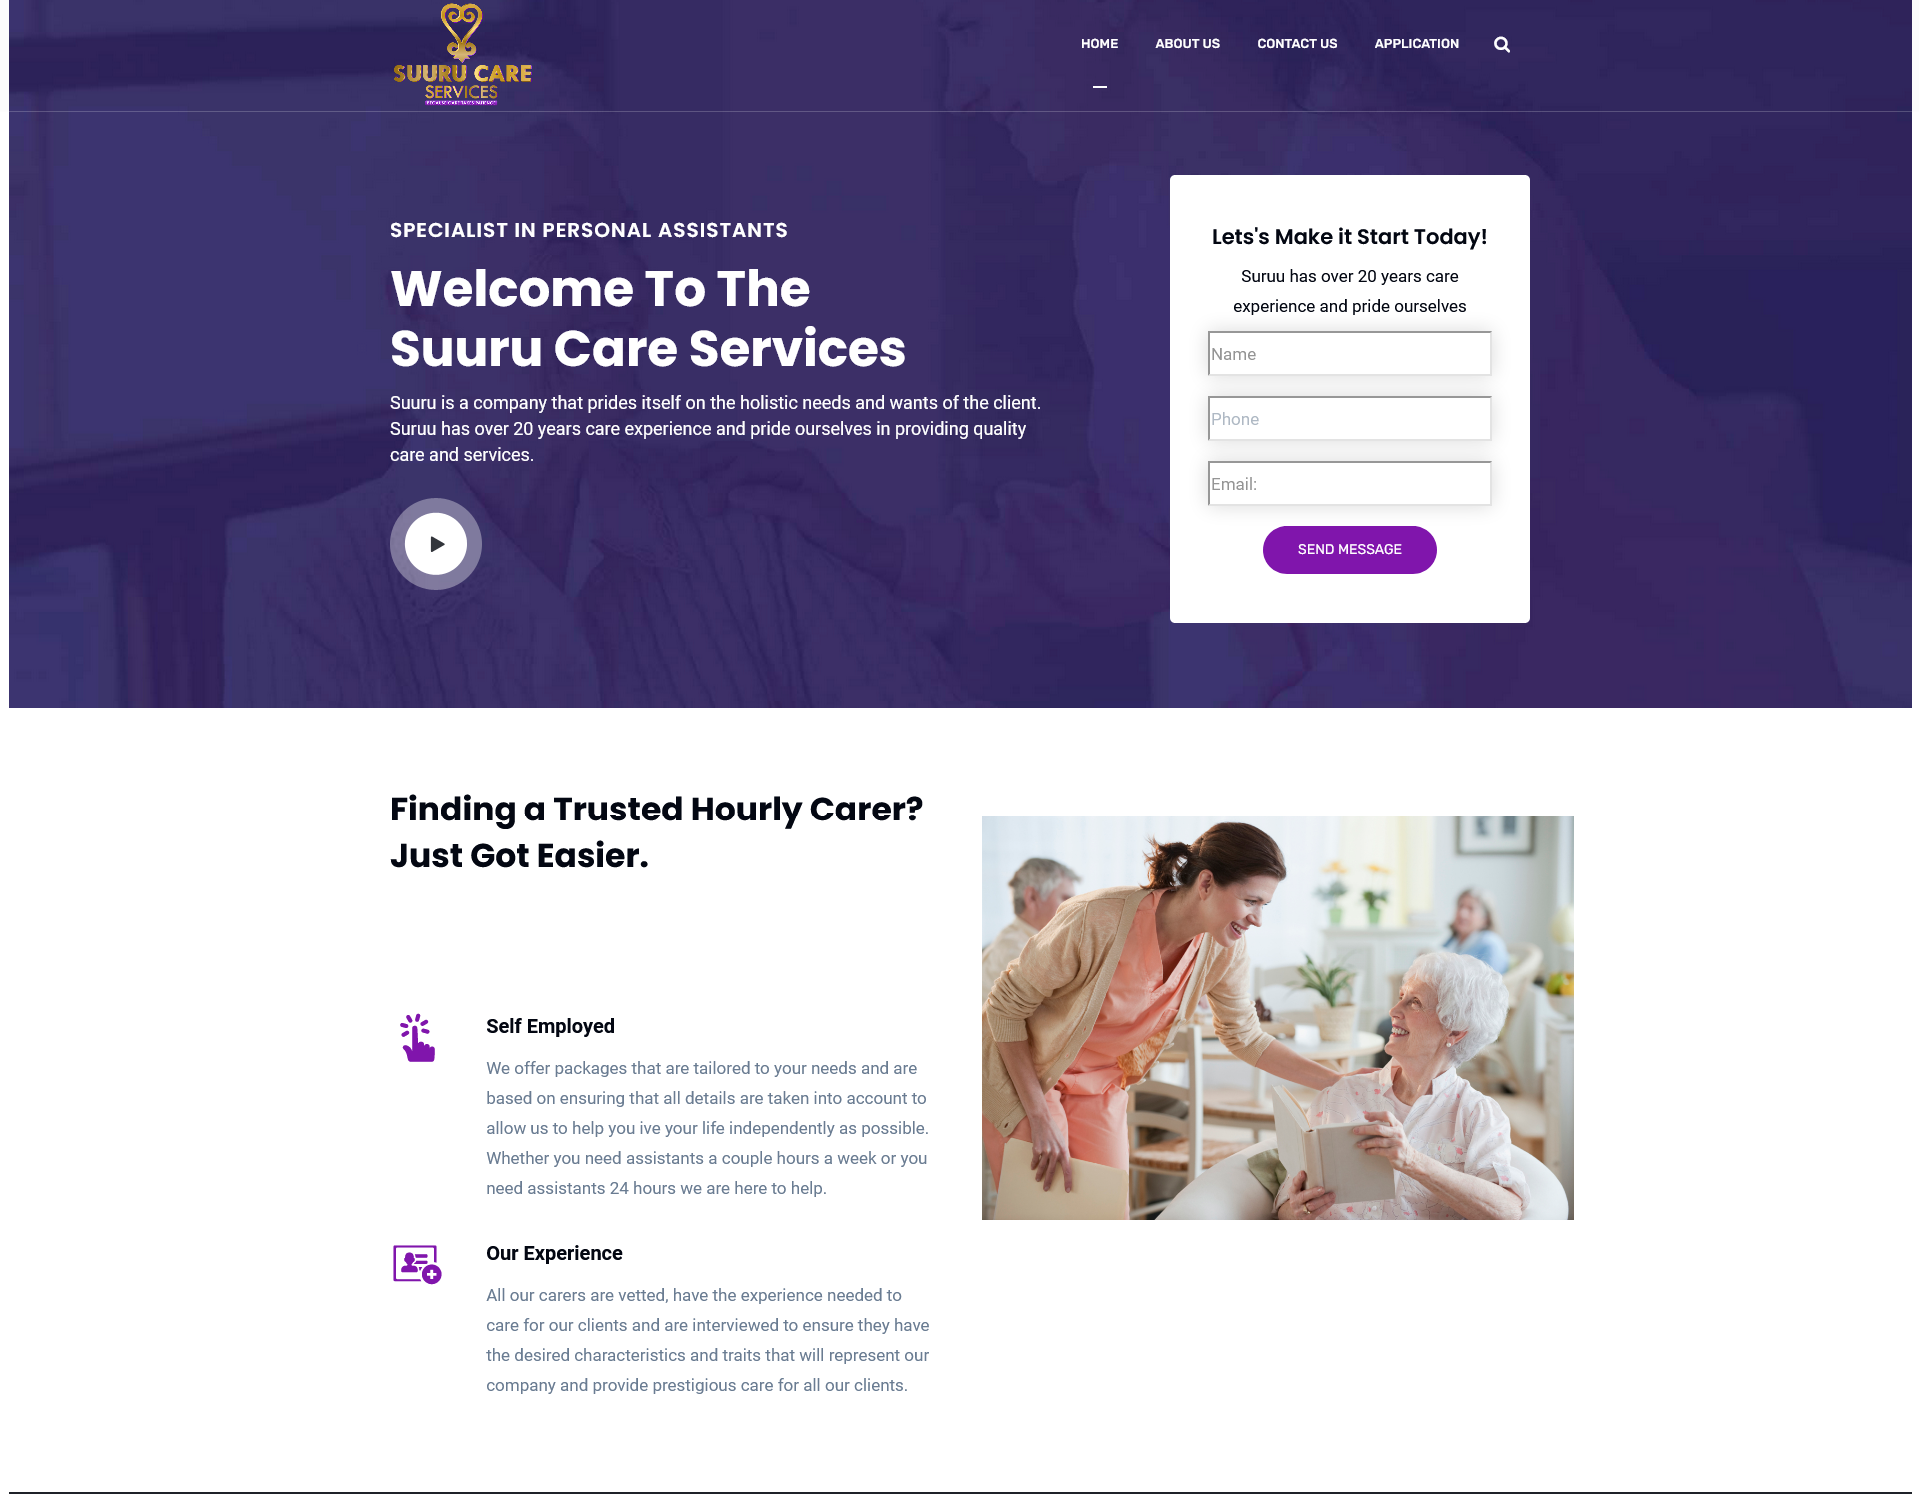 SUURU CARE
SERVICES
BECAUSE CARE TAKES PATIENCE
HOME
ABOUT US
CONTACT US
APPLICATION
SPECIALIST IN PERSONAL ASSISTANTS
Welcome To The
Suuru Care Services
Suuru is a company that prides itself on the holistic needs and wants of the client.
Suruu has over 20 years care experience and pride ourselves in providing quality
care and services.
Lets's Make it Start Today!
Suruu has over 20 years care
experience and pride ourselves
Name
Phone
Email:
SEND MESSAGE
Finding a Trusted Hourly Carer?
Just Got Easier.
Self Employed
We offer packages that are tailored to your needs and are
based on ensuring that all details are taken into account to
allow us to help you ive your life independently as possible.
Whether you need assistants a couple hours a week or you
need assistants 24 hours we are here to help.
Our Experience
All our carers are vetted, have the experience needed to
care for our clients and are interviewed to ensure they have
the desired characteristics and traits that will represent our
company and provide prestigious care for all our clients.